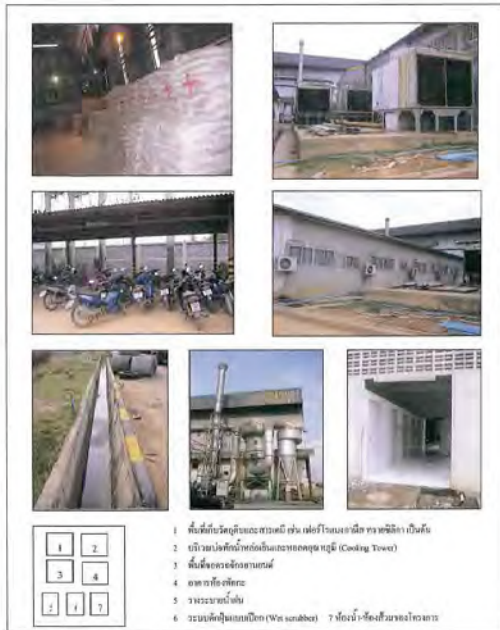 1 2
3 4
5 6 7
1 พื้นที่เก็บวัตถุดิบและสารเคมี เช่น เฟอร์โรแมงกานีส ทรายซิลิกา เป็นต้น
2 บริเวณบ่อพักน้ำหล่อเย็นและหอลดอุณหภูมิ (Cooling Tower)
3 พื้นที่จอดรถจักรยานยนต์
4 อาคารห้องพัก
5 รางระบายน้ำฝน
6 ระบบดักฝุ่นแบบเปียก (Wet scrubber) 7 ห้องน้ำ-ห้องส้วมของโครงการ